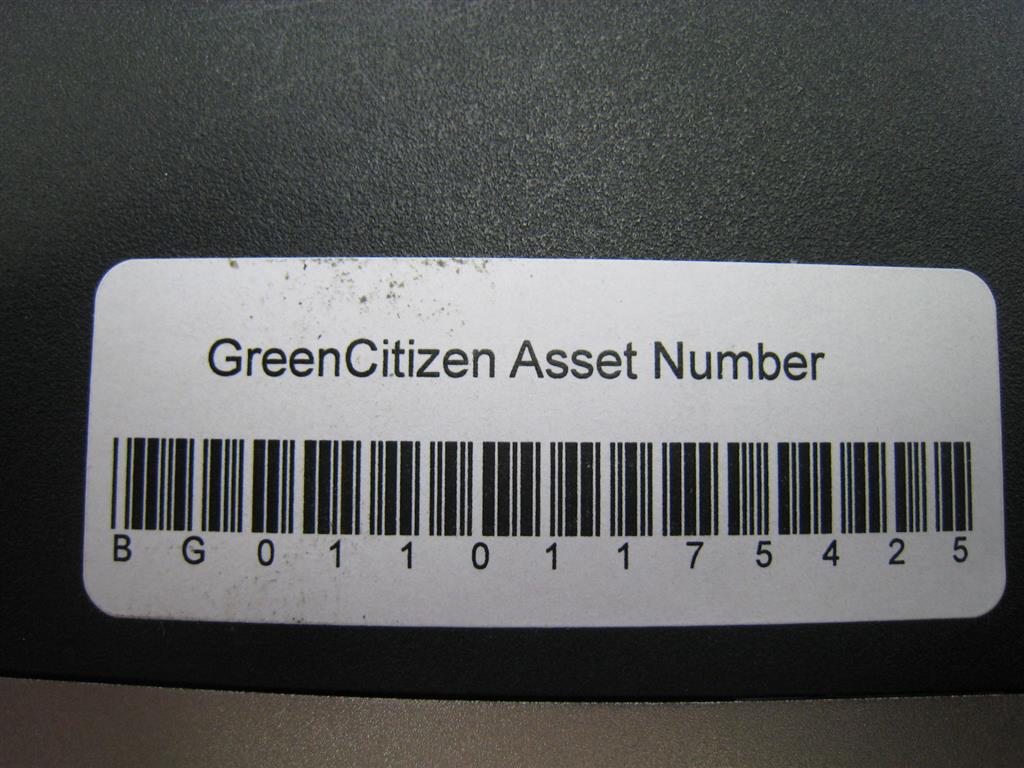 GreenCitizen Asset Number
B G 0 1 1 0 1 1 7 5 4 2 5